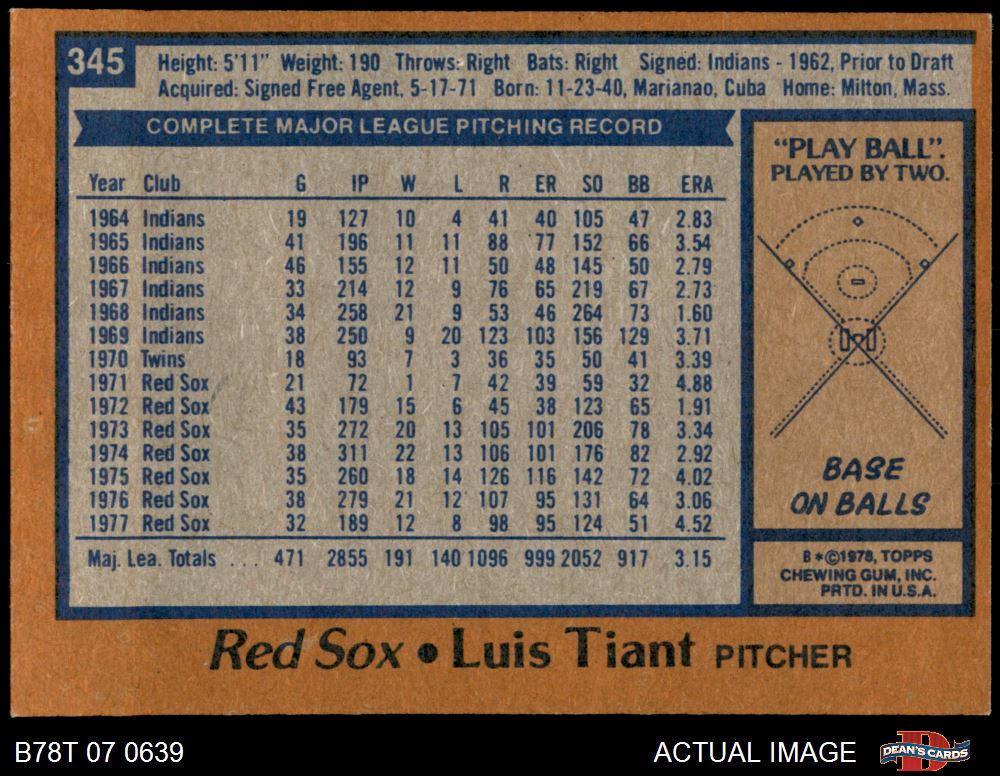 345
Height: 5'11" Weight: 190 Throws: Right Bats: Right Signed: Indians - 1962, Prior to Draft
Acquired: Signed Free Agent, 5-17-71 Born: 11-23-40, Marianao, Cuba Home: Milton, Mass.
COMPLETE MAJOR LEAGUE PITCHING RECORD
Year Club G IP W L R ER SO BB ERA
1964 Indians 19 127 10 4 41 40 105 47 2.83
1965 Indians 41 196 11 11 88 77 152 66 3.54
1966 Indians 46 155 12 11 50 48 145 50 2.79
1967 Indians 33 214 12 9 76 65 219 67 2.73
1968 Indians 34 258 21 9 53 46 264 73 1.60
1969 Indians 38 250 9 20 123 103 156 129 3.71
1970 Twins 18 93 7 3 36 35 50 41 3.39
1971 Red Sox 21 72 1 7 42 39 59 32 4.88
1972 Red Sox 43 179 15 6 45 38 123 65 1.91
1973 Red Sox 35 272 20 13 105 101 206 78 3.34
1974 Red Sox 38 311 22 13 106 101 176 82 2.92
1975 Red Sox 35 260 18 14 126 116 142 72 4.02
1976 Red Sox 38 279 21 12 107 95 131 64 3.06
1977 Red Sox 32 189 12 8 98 95 124 51 4.52
Maj. Lea. Totals . . . 471 2855 191 140 1096 999 2052 917 3.15
"PLAY BALL".
PLAYED BY TWO.
BASE
ON BALLS
B*©1978, TOPPS
CHEWING GUM, INC.
PRTD. IN U.S.A.
Red Sox • Luis Tiant PITCHER
B78T 07 0639
ACTUAL IMAGE
D
DEAN'S CARDS